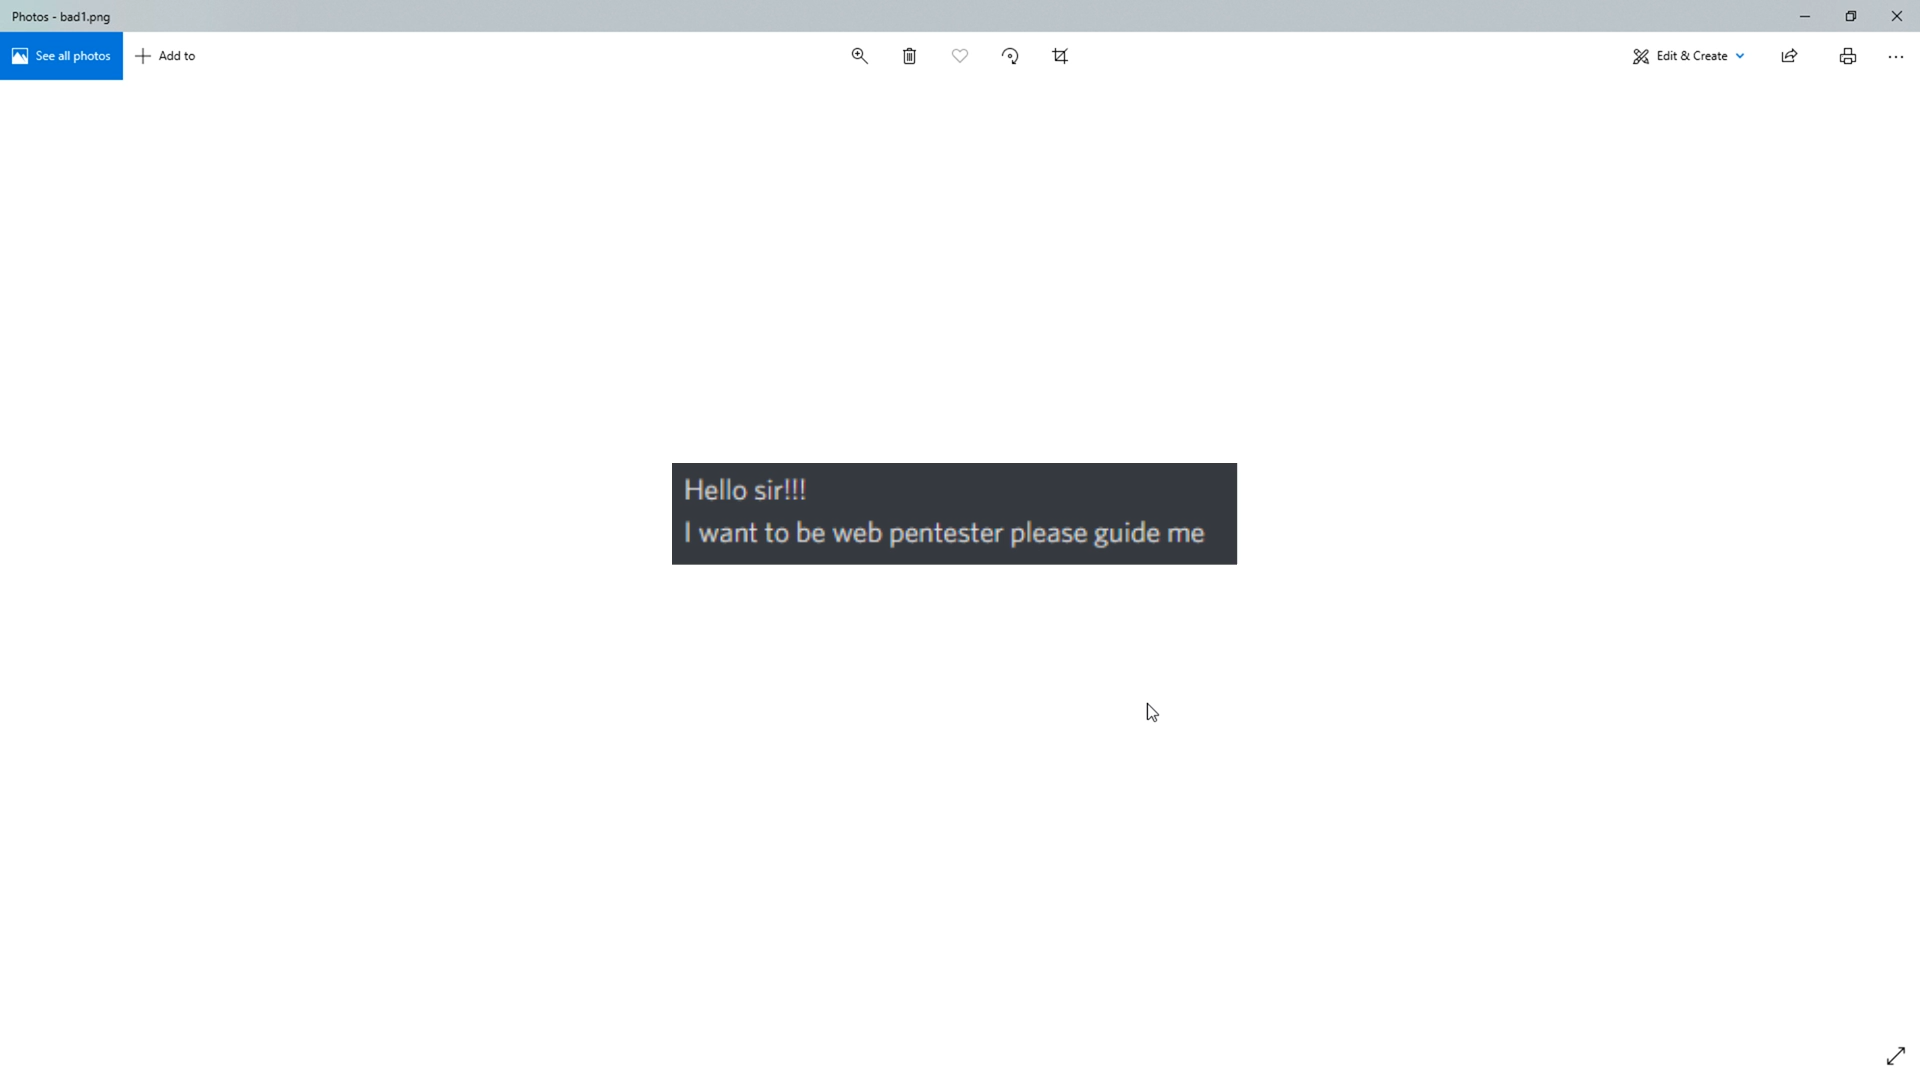 Photos - bad1.png
See all photos
Add to
Edit & Create
Hello sir!!!
I want to be web pentester please guide me